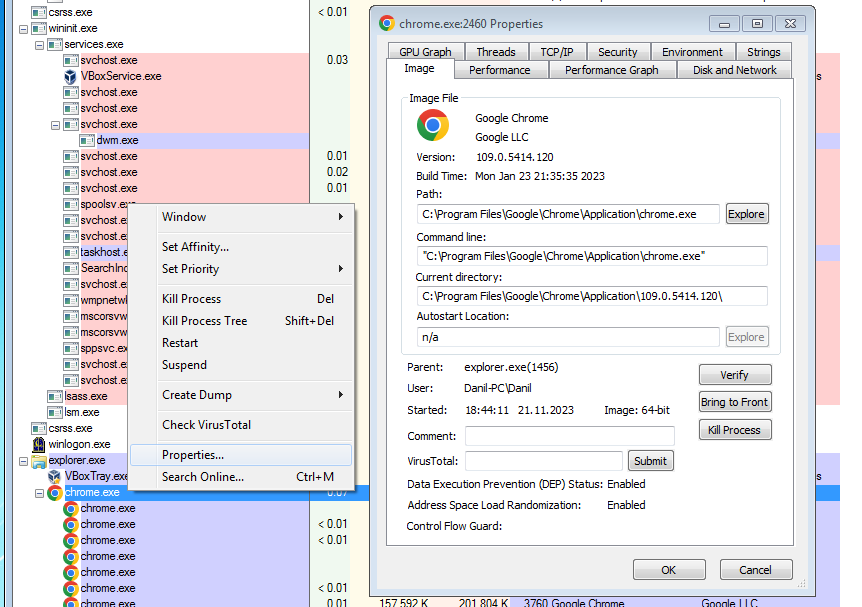 csrss.exe
< 0.01
wininit.exe
services.exe
svchost.exe
0.03
VBoxService.exe
svchost.exe
svchost.exe
svchost.exe
dwm.exe
svchost.exe
0.01
svchost.exe
0.02
svchost.exe
0.01
spoolsv.e
svchost.e
svchost.e
taskhost.e
SearchInc
svchost.e
wmpnetwl
mscorsvw
mscorsvw
sppsvc.e
svchost.e
svchost.e
lsass.exe
lsm.exe
csrss.exe
winlogon.exe
explorer.exe
VBoxTray.exe
chrome.exe
0.07
chrome.exe
chrome.exe
< 0.01
chrome.exe
< 0.01
chrome.exe
chrome.exe
chrome.exe
< 0.01
chrome.exe
0.01
157 592 K
201 804 K
3760
Google Chrome
Google LLC
Window
Set Affinity...
Set Priority
Kill Process
Del
Kill Process Tree
Shift+Del
Restart
Suspend
Create Dump
Check VirusTotal
Properties...
Search Online...
Ctrl+M
chrome.exe:2460 Properties
GPU Graph
Threads
TCP/IP
Security
Environment
Strings
Image
Performance
Performance Graph
Disk and Network
Image File
Google Chrome
Google LLC
Version:
109.0.5414.120
Build Time:
Mon Jan 23 21:35:35 2023
Path:
C:\Program Files\Google\Chrome\Application\chrome.exe
Explore
Command line:
"C:\Program Files\Google\Chrome\Application\chrome.exe"
Current directory:
C:\Program Files\Google\Chrome\Application\109.0.5414.120\
Autostart Location:
n/a
Explore
Parent:
explorer.exe(1456)
Verify
User:
Danil-PC\Danil
Started:
18:44:11 21.11.2023
Image: 64-bit
Bring to Front
Comment:
Kill Process
VirusTotal:
Submit
Data Execution Prevention (DEP) Status:
Enabled
Address Space Load Randomization:
Enabled
Control Flow Guard:
OK
Cancel